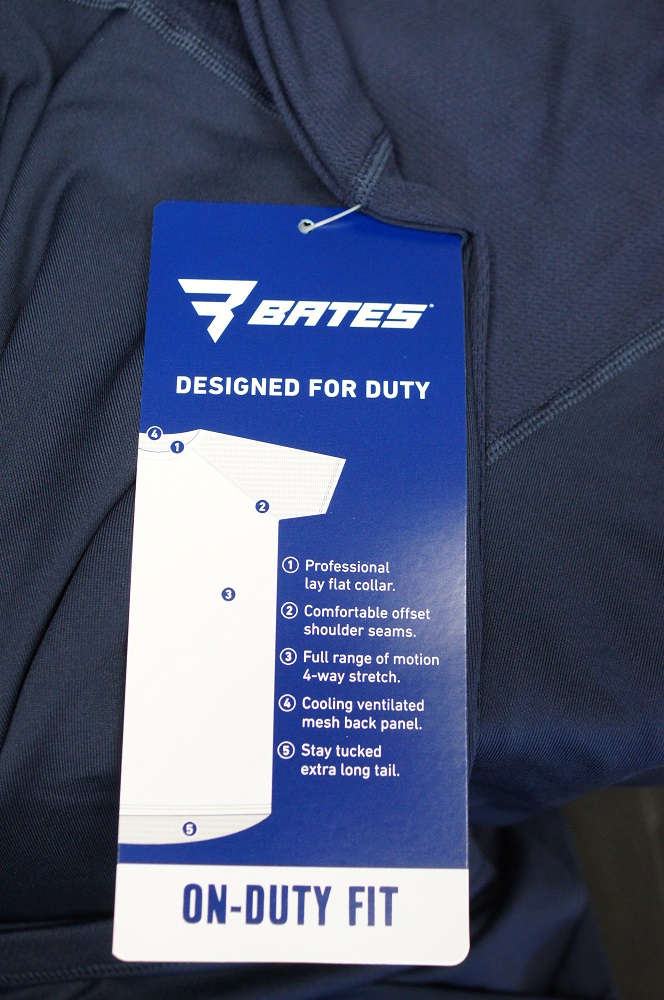 BATES
DESIGNED FOR DUTY
4
1
2
3
5
1 Professional
lay flat collar.
2 Comfortable offset
shoulder seams.
3 Full range of motion
4-way stretch.
4 Cooling ventilated
mesh back panel.
5 Stay tucked
extra long tail.
ON-DUTY FIT